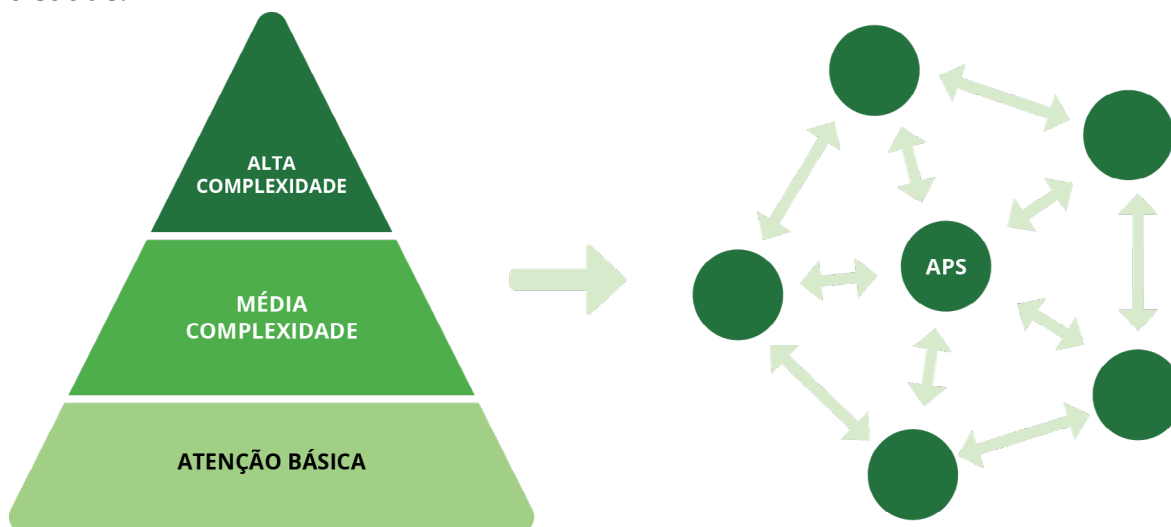 ALTA
COMPLEXIDADE
MÉDIA
COMPLEXIDADE
ATENÇÃO BÁSICA
APS